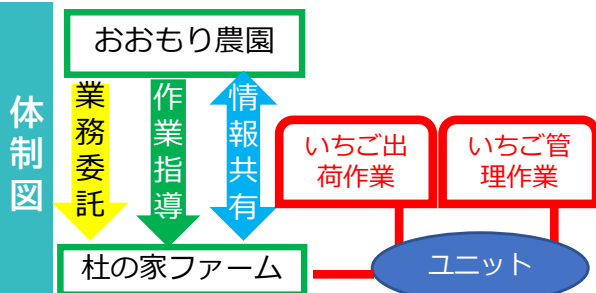 体制図
おおもり農園
業務委託
作業指導
情報共有
いちご出
荷作業
いちご管
理作業
杜の家ファーム
ユニット